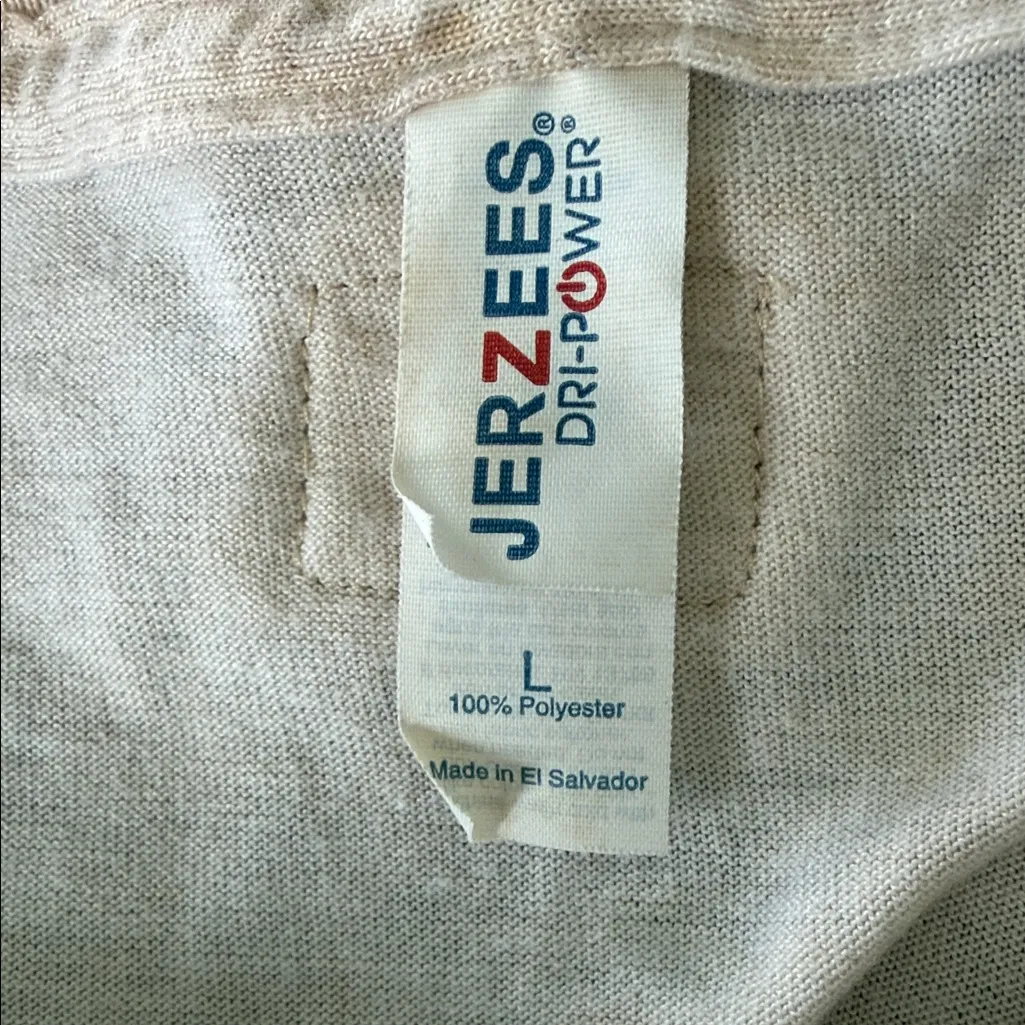 JERZEES®
DRI-POWER®
L
100% Polyester
Made in El Salvador